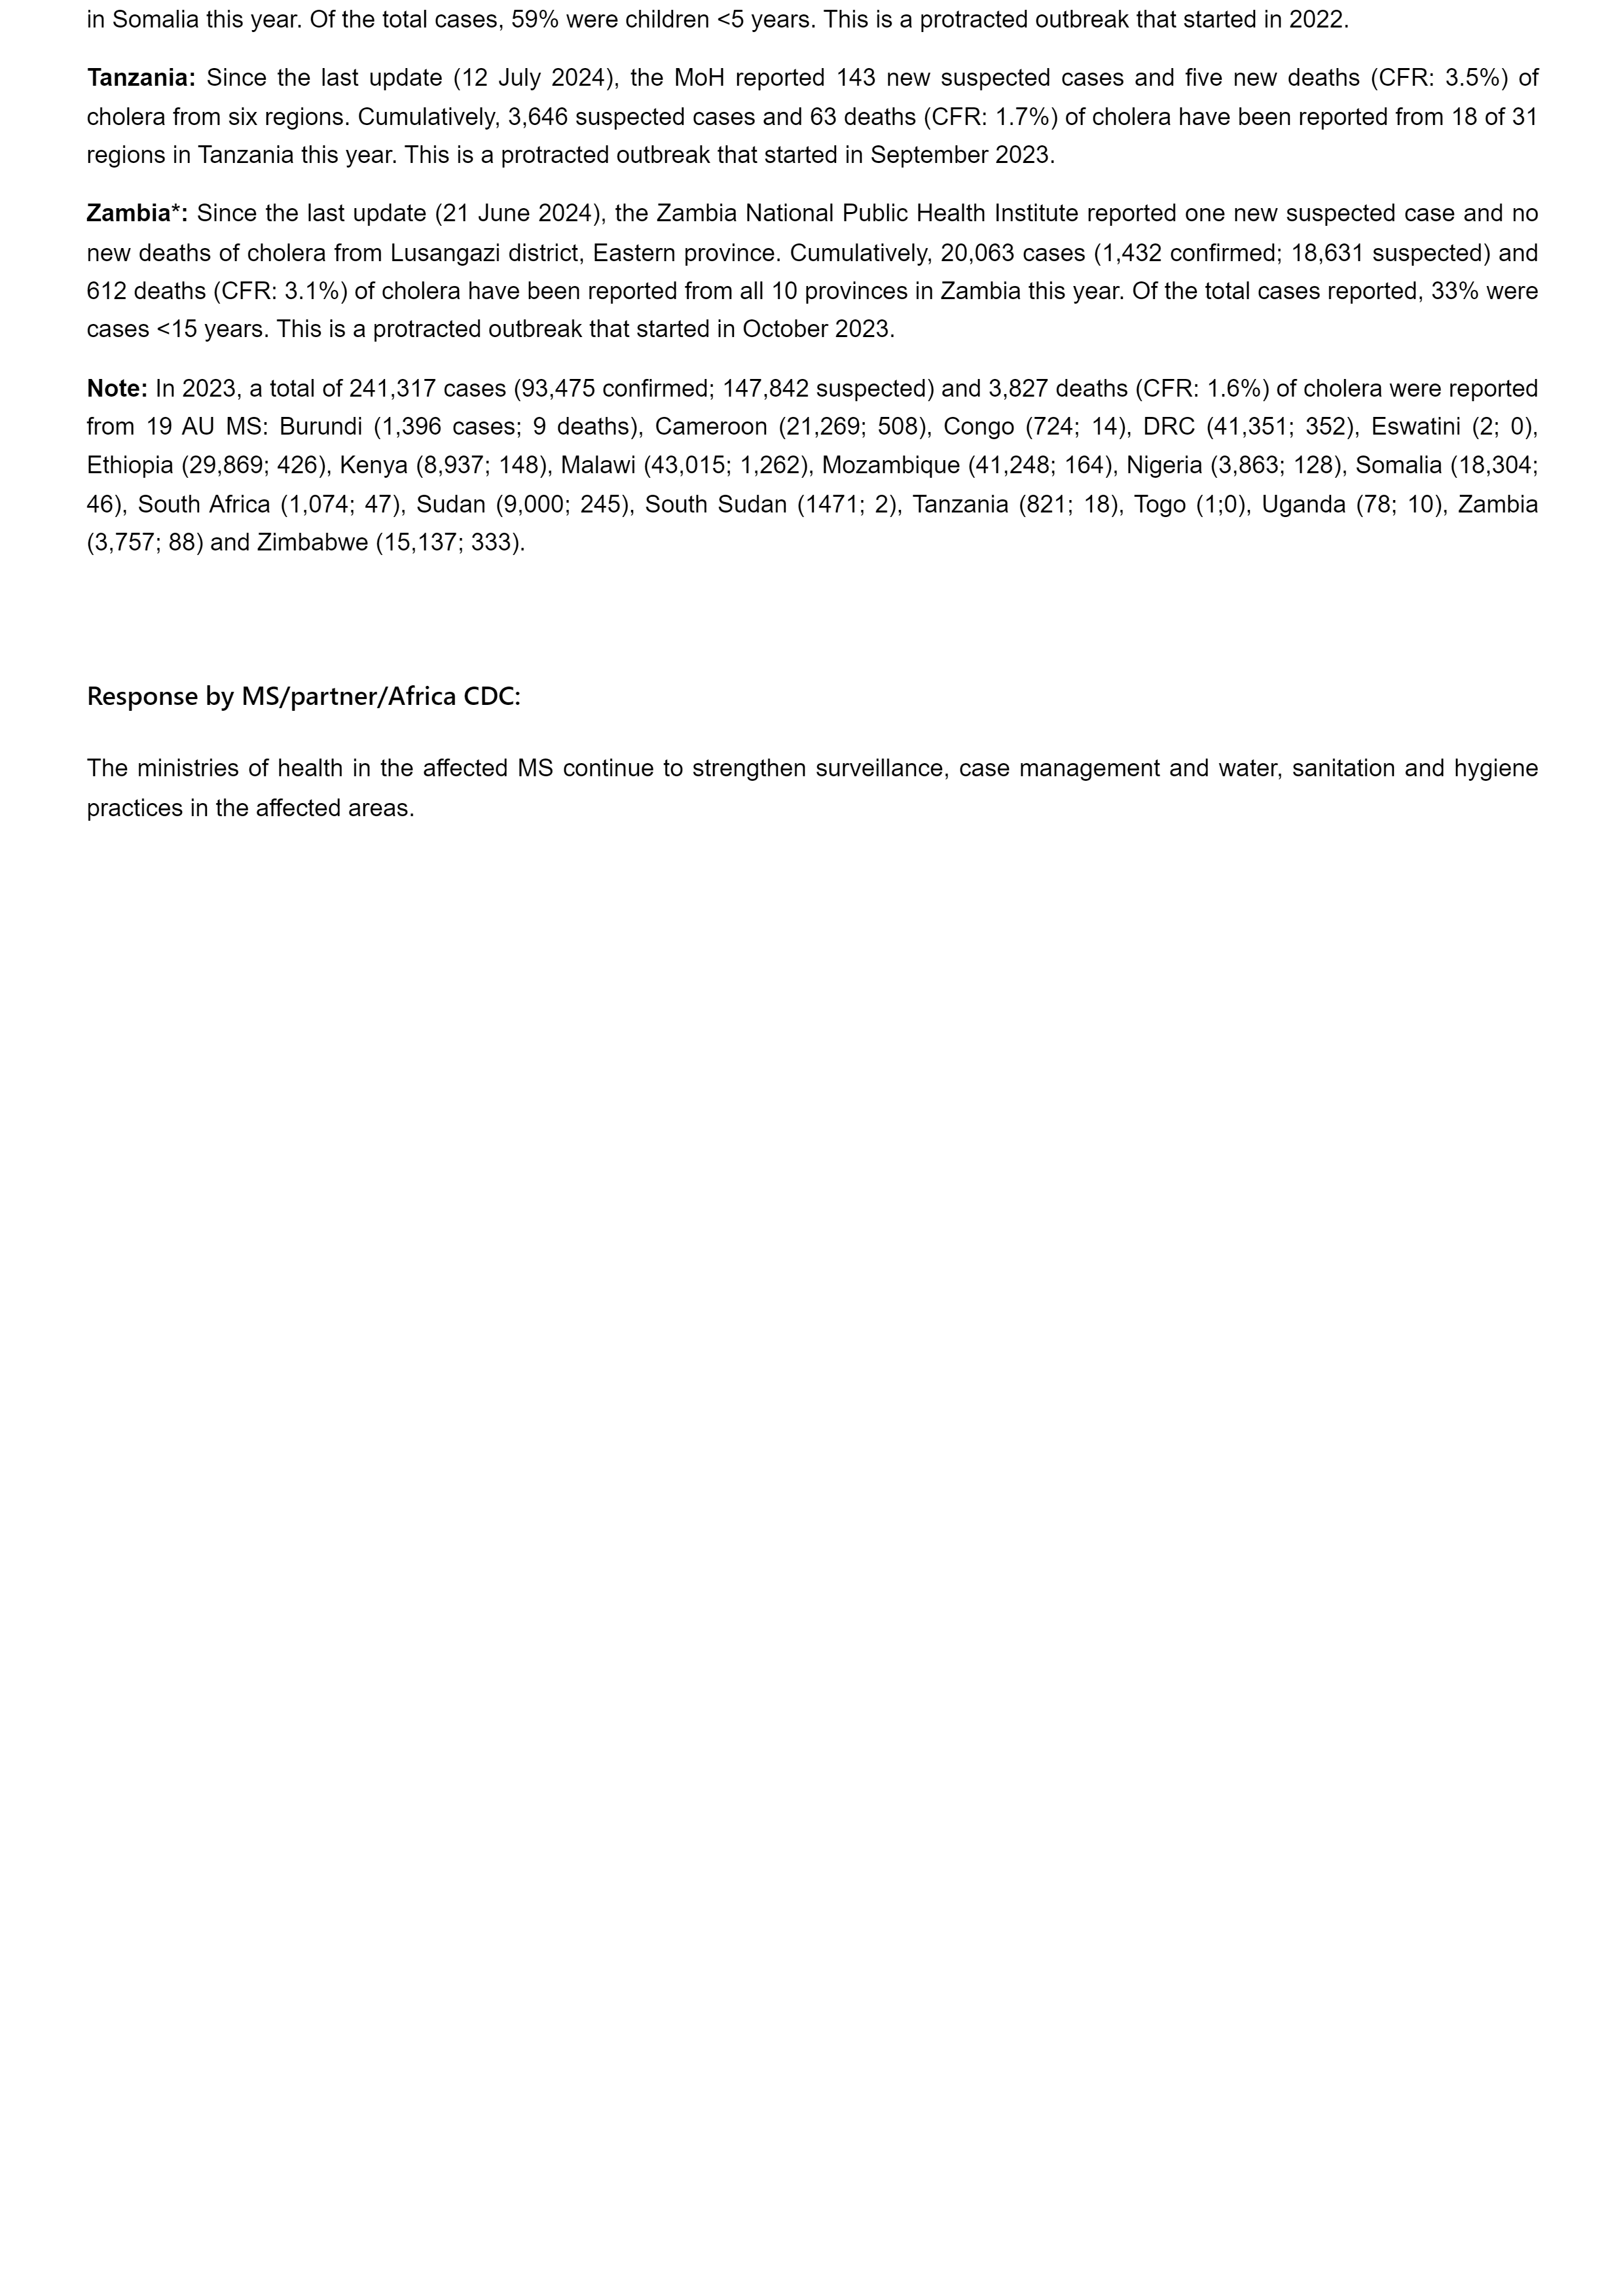 in Somalia this year. Of the total cases, 59% were children <5 years. This is a protracted outbreak that started in 2022.
Tanzania: Since the last update (12 July 2024), the MoH reported 143 new suspected cases and five new deaths (CFR: 3.5%) of
cholera from six regions. Cumulatively, 3,646 suspected cases and 63 deaths (CFR: 1.7%) of cholera have been reported from 18 of 31
regions in Tanzania this year. This is a protracted outbreak that started in September 2023.
Zambia*: Since the last update (21 June 2024), the Zambia National Public Health Institute reported one new suspected case and no
new deaths of cholera from Lusangazi district, Eastern province. Cumulatively, 20,063 cases (1,432 confirmed; 18,631 suspected) and
612 deaths (CFR: 3.1%) of cholera have been reported from all 10 provinces in Zambia this year. Of the total cases reported, 33% were
cases <15 years. This is a protracted outbreak that started in October 2023.
Note: In 2023, a total of 241,317 cases (93,475 confirmed; 147,842 suspected) and 3,827 deaths (CFR: 1.6%) of cholera were reported
from 19 AU MS: Burundi (1,396 cases; 9 deaths), Cameroon (21,269; 508), Congo (724; 14), DRC (41,351; 352), Eswatini (2; 0),
Ethiopia (29,869; 426), Kenya (8,937; 148), Malawi (43,015; 1,262), Mozambique (41,248; 164), Nigeria (3,863; 128), Somalia (18,304;
46), South Africa (1,074; 47), Sudan (9,000; 245), South Sudan (1471; 2), Tanzania (821; 18), Togo (1;0), Uganda (78; 10), Zambia
(3,757; 88) and Zimbabwe (15,137; 333).
Response by MS/partner/Africa CDC:
The ministries of health in the affected MS continue to strengthen surveillance, case management and water, sanitation and hygiene
practices in the affected areas.